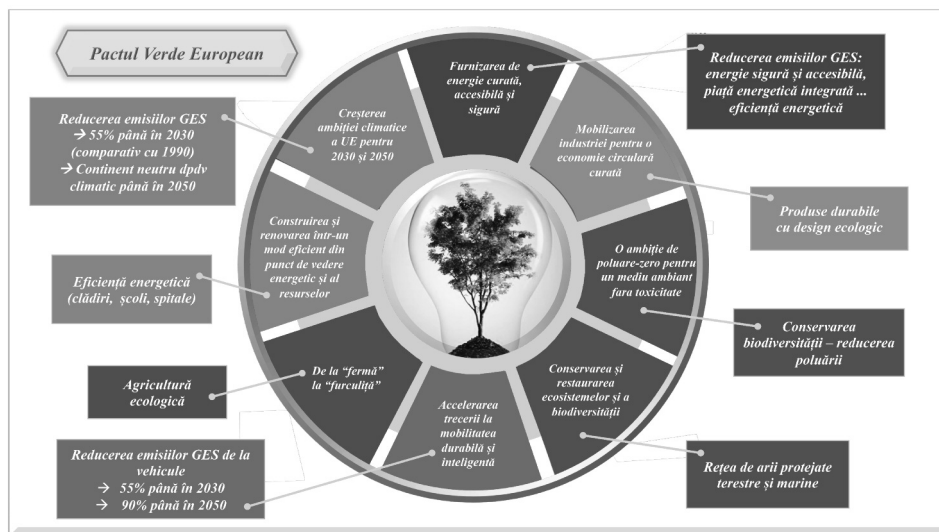 Pactul Verde European
Furnizarea de
energie curată,
accesibilă și
sigură
Reducerea emisiilor GES:
energie sigură și accesibilă,
piață energetică integrată ...
eficiență energetică
Mobilizarea
industriei pentru o
economie circulară
curată
Produse durabile
cu design ecologic
O ambiție de
poluare-zero pentru
un mediu ambiant
fara toxicitate
Conservarea
biodiversității – reducerea
poluării
Conservarea și
restaurarea
ecosistemelor și a
biodiversității
Rețea de arii protejate
terestre și marine
Accelerarea
trecerii la
mobilitatea
durabilă și
inteligentă
Reducerea emisiilor GES de la
vehicule
→ 55% până în 2030
→ 90% până în 2050
De la “fermă”
la “furculiță”
Agricultură
ecologică
Construirea și
renovarea într-un
mod eficient din
punct de vedere
energetic și al
resurselor
Eficiență energetică
(clădiri, școli, spitale)
Creșterea
ambiției climatice
a UE pentru
2030 și 2050
Reducerea emisiilor GES
→ 55% până în 2030
(comparativ cu 1990)
→ Continent neutru dpdv
climatic până în 2050